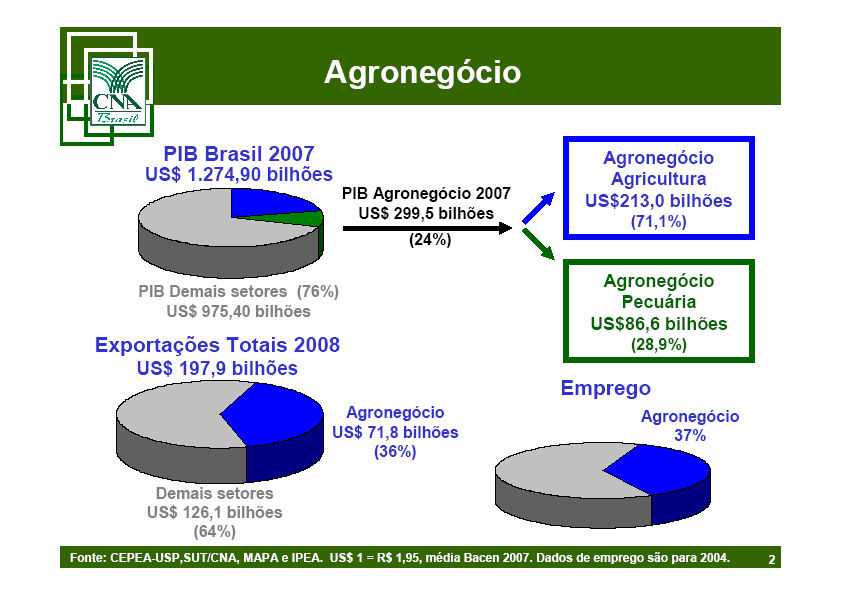 Agronegócio
CNA
Brasil
PIB Brasil 2007
US$ 1.274,90 bilhões
PIB Agronegócio 2007
US$ 299,5 bilhões
(24%)
Agronegócio
Agricultura
US$213,0 bilhões
(71,1%)
PIB Demais setores (76%)
US$ 975,40 bilhões
Agronegócio
Pecuária
US$86,6 bilhões
(28,9%)
Exportações Totais 2008
US$ 197,9 bilhões
Agronegócio
US$ 71,8 bilhões
(36%)
Demais setores
US$ 126,1 bilhões
(64%)
Emprego
Agronegócio
37%
Fonte: CEPEA-USP,SUT/CNA, MAPA e IPEA. US$ 1 = R$ 1,95, média Bacen 2007. Dados de emprego são para 2004.
2